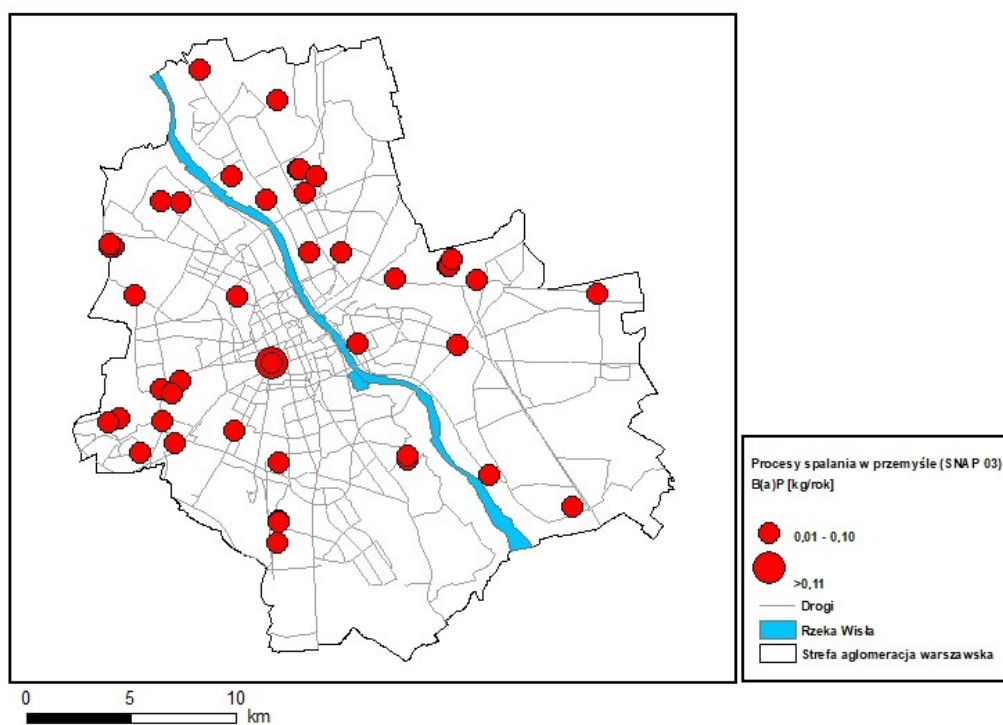 Procesy spalania w przemyśle (SNAP 03)
B(a)P [kg/rok]
0,01 - 0,10
>0,11
Drogi
Rzeka Wisła
Strefa aglomeracja warszawska
0 5 10
km